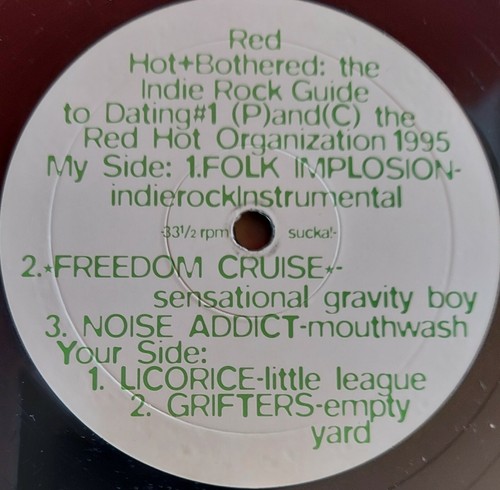 Red
Hot+Bothered: the
Indie Rock Guide
to Dating#1 (P)and(C) the
Red Hot Organization 1995
My Side: 1.FOLK IMPLOSION-
indierockInstrumental
-33½ rpm sucka!-
2.★FREEDOM CRUISE★-
sensational gravity boy
3. NOISE ADDICT-mouthwash
Your Side:
1. LICORICE-little league
2. GRIFTERS-empty
yard